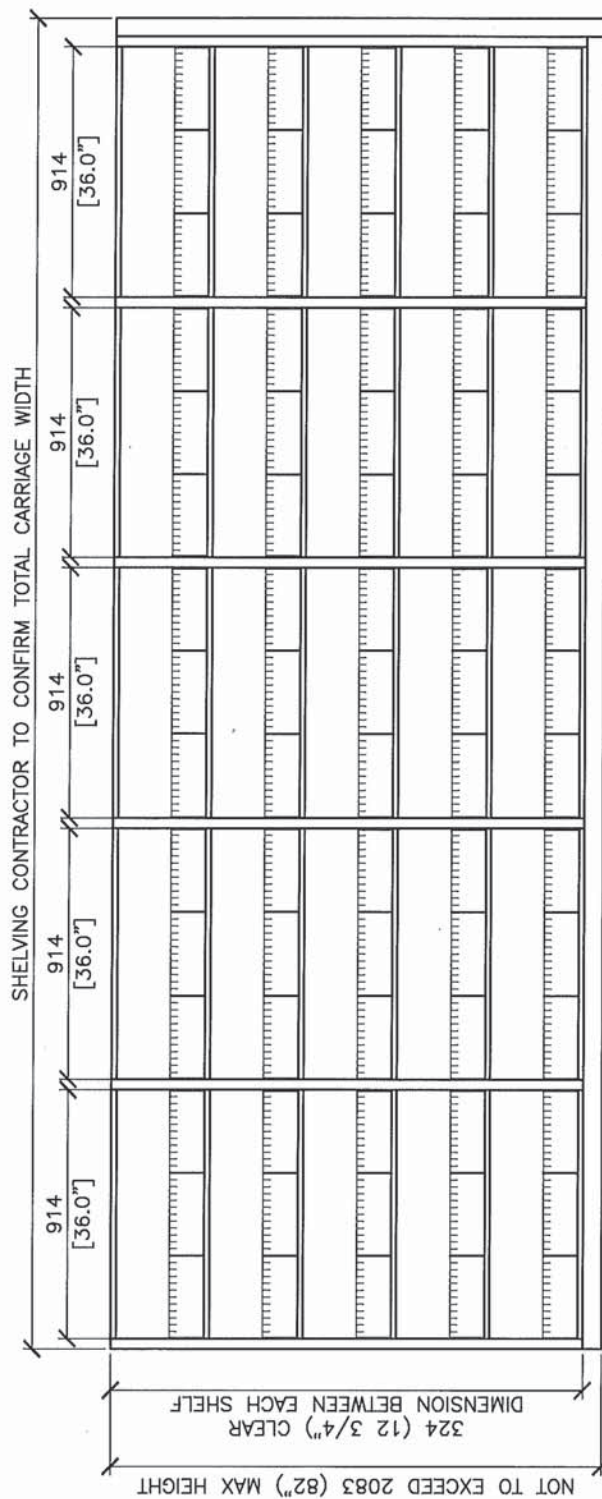 SHELVING CONTRACTOR TO CONFIRM TOTAL CARRIAGE WIDTH
914
[36.0"]
914
[36.0"]
914
[36.0"]
914
[36.0"]
914
[36.0"]
324 (12 3/4") CLEAR
DIMENSION BETWEEN EACH SHELF
NOT TO EXCEED 2083 (82") MAX HEIGHT